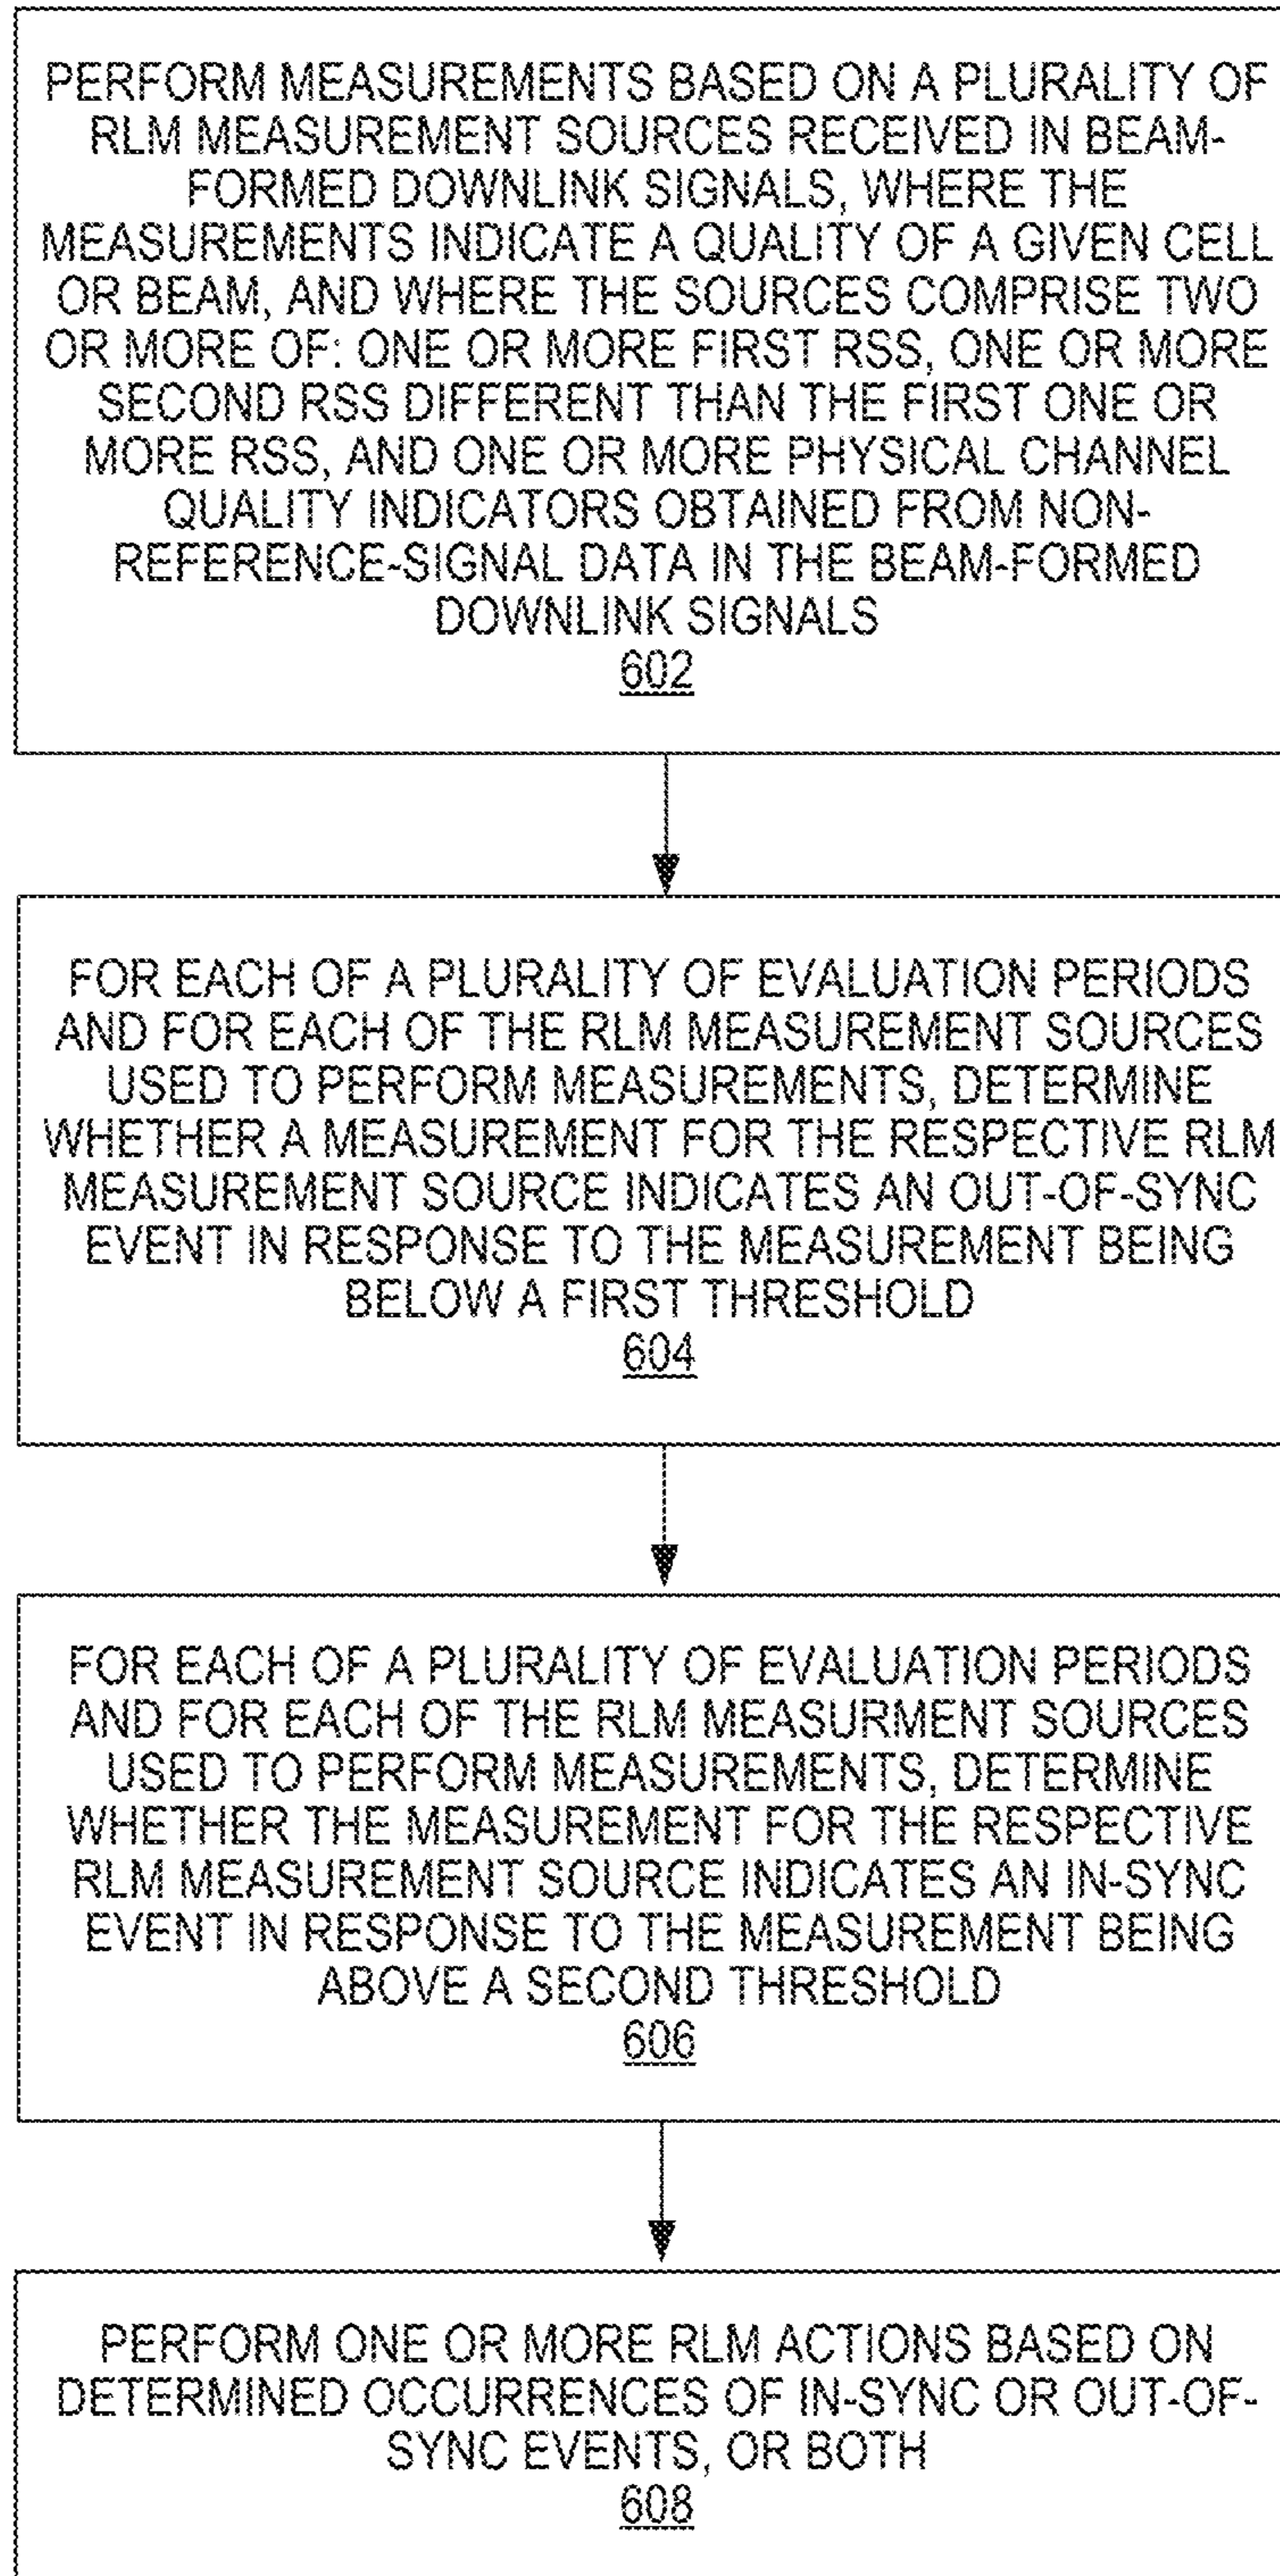 PERFORM MEASUREMENTS BASED ON A PLURALITY OF
RLM MEASUREMENT SOURCES RECEIVED IN BEAM-
FORMED DOWNLINK SIGNALS, WHERE THE
MEASUREMENTS INDICATE A QUALITY OF A GIVEN CELL
OR BEAM, AND WHERE THE SOURCES COMPRISE TWO
OR MORE OF: ONE OR MORE FIRST RSS, ONE OR MORE
SECOND RSS DIFFERENT THAN THE FIRST ONE OR
MORE RSS, AND ONE OR MORE PHYSICAL CHANNEL
QUALITY INDICATORS OBTAINED FROM NON-
REFERENCE-SIGNAL DATA IN THE BEAM-FORMED
DOWNLINK SIGNALS
602
FOR EACH OF A PLURALITY OF EVALUATION PERIODS
AND FOR EACH OF THE RLM MEASUREMENT SOURCES
USED TO PERFORM MEASUREMENTS, DETERMINE
WHETHER A MEASUREMENT FOR THE RESPECTIVE RLM
MEASUREMENT SOURCE INDICATES AN OUT-OF-SYNC
EVENT IN RESPONSE TO THE MEASUREMENT BEING
BELOW A FIRST THRESHOLD
604
FOR EACH OF A PLURALITY OF EVALUATION PERIODS
AND FOR EACH OF THE RLM MEASURMENT SOURCES
USED TO PERFORM MEASUREMENTS, DETERMINE
WHETHER THE MEASUREMENT FOR THE RESPECTIVE
RLM MEASUREMENT SOURCE INDICATES AN IN-SYNC
EVENT IN RESPONSE TO THE MEASUREMENT BEING
ABOVE A SECOND THRESHOLD
606
PERFORM ONE OR MORE RLM ACTIONS BASED ON
DETERMINED OCCURRENCES OF IN-SYNC OR OUT-OF-
SYNC EVENTS, OR BOTH
608